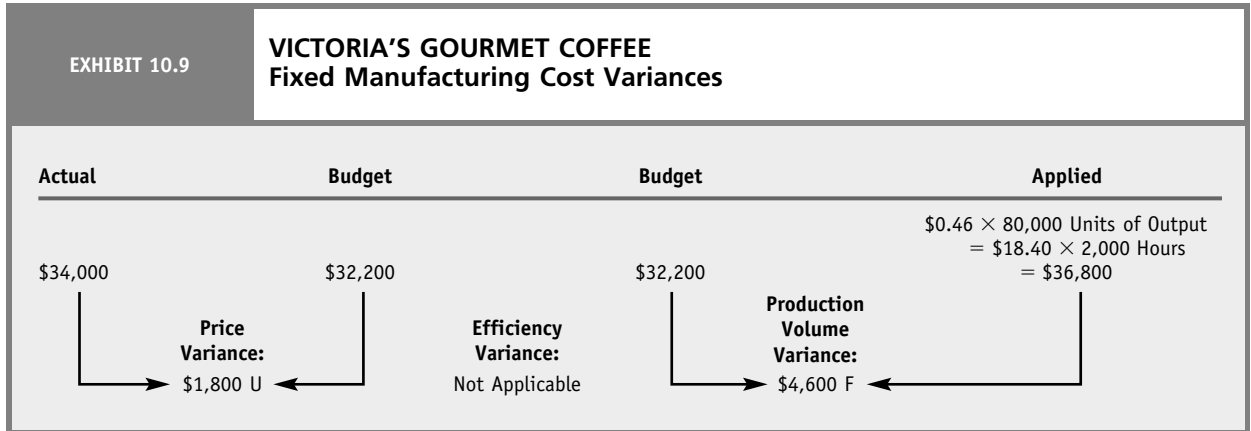 EXHIBIT 10.9
VICTORIA'S GOURMET COFFEE
Fixed Manufacturing Cost Variances
Actual Budget Budget Applied
$0.46 × 80,000 Units of Output
= $18.40 × 2,000 Hours
$34,000 $32,200 $32,200 = $36,800
Price
Variance:
$1,800 U
Efficiency
Variance:
Not Applicable
Production
Volume
Variance:
$4,600 F